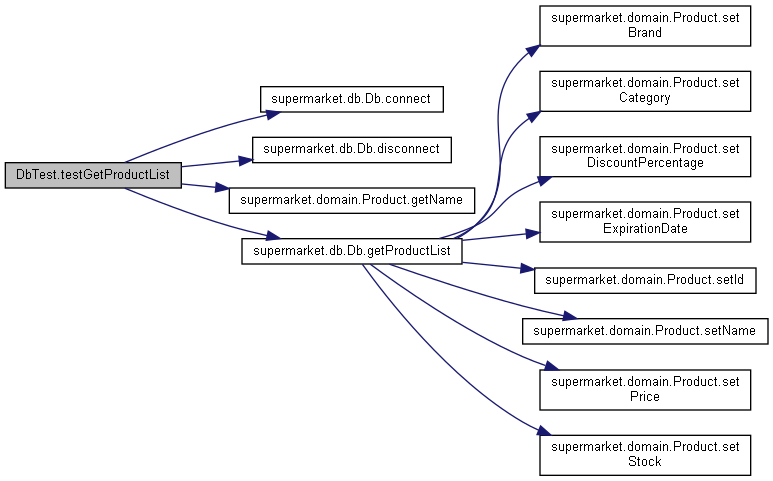 DbTest.testGetProductList
supermarket.db.Db.connect
supermarket.db.Db.disconnect
supermarket.domain.Product.getName
supermarket.db.Db.getProductList
supermarket.domain.Product.set
Brand
supermarket.domain.Product.set
Category
supermarket.domain.Product.set
DiscountPercentage
supermarket.domain.Product.set
ExpirationDate
supermarket.domain.Product.setId
supermarket.domain.Product.setName
supermarket.domain.Product.set
Price
supermarket.domain.Product.set
Stock